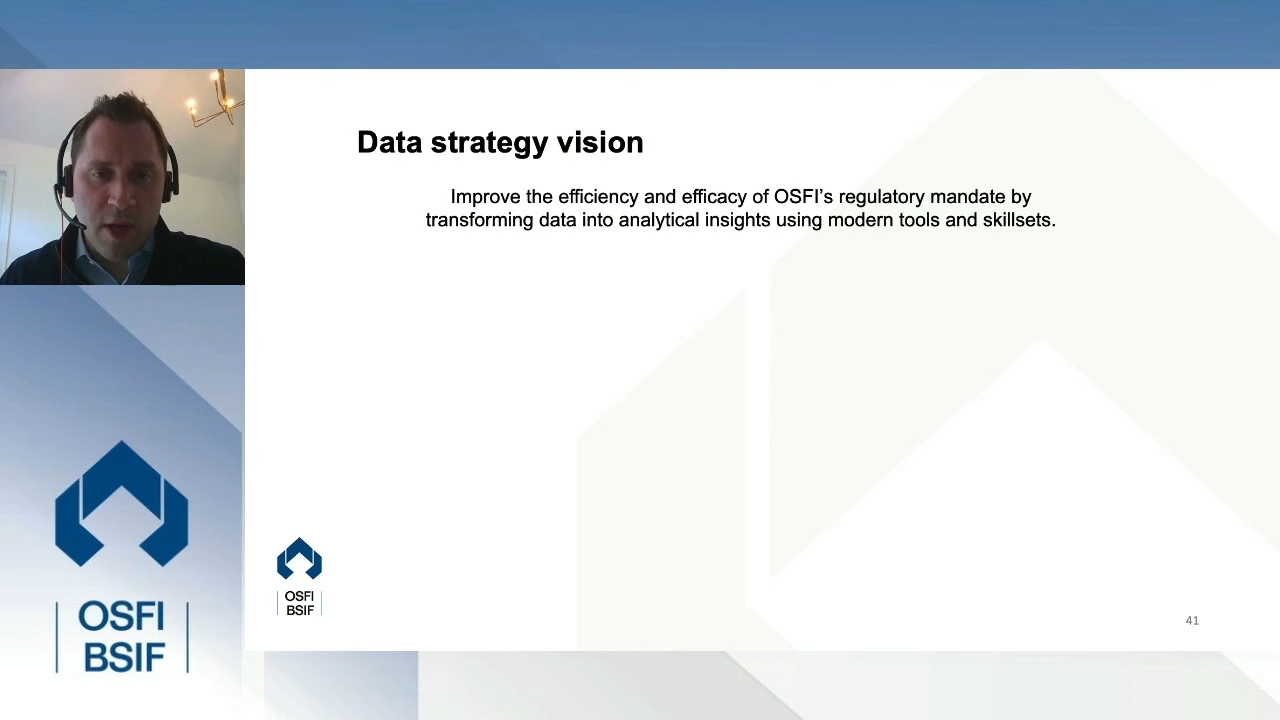 Data strategy vision
Improve the efficiency and efficacy of OSFI’s regulatory mandate by
transforming data into analytical insights using modern tools and skillsets.
OSFI
BSIF
OSFI
BSIF
41